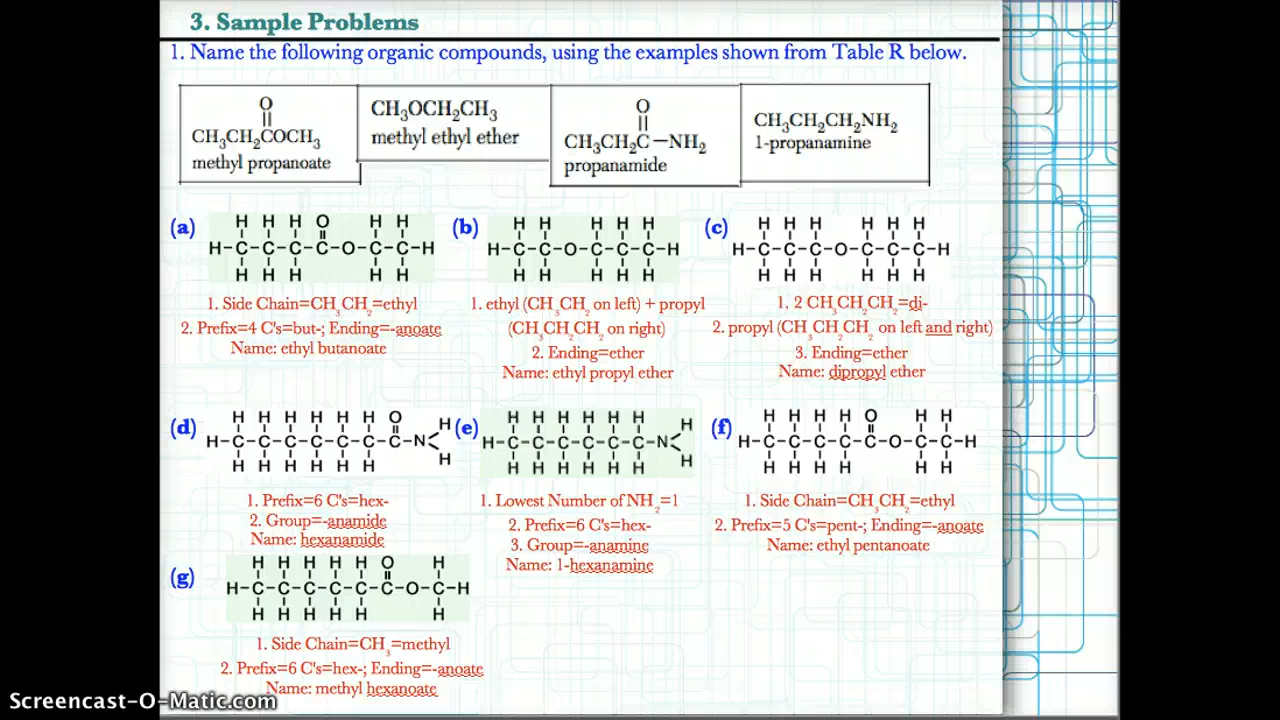 3. Sample Problems
1. Name the following organic compounds, using the examples shown from Table R below.
O
||
CH3CH2COCH3
methyl propanoate
CH3OCH2CH3
methyl ethyl ether
O
||
CH3CH2C—NH2
propanamide
CH3CH2CH2NH2
1-propanamine
(a)
H H H O H H
H-C-C-C-C-O-C-C-H
H H H H H
1. Side Chain=CH3CH2=ethyl
2. Prefix=4 C's=but-; Ending=-anoate
Name: ethyl butanoate
(b)
H H H H H
H-C-C-O-C-C-C-H
H H H H H
1. ethyl (CH3CH2 on left) + propyl
(CH3CH2CH2 on right)
2. Ending=ether
Name: ethyl propyl ether
(c)
H H H H H H
H-C-C-C-O-C-C-C-H
H H H H H H
1. 2 CH3CH2CH2=di-
2. propyl (CH3CH2CH2 on left and right)
3. Ending=ether
Name: dipropyl ether
(d)
H H H H H H O H
H-C-C-C-C-C-C-C-N
H H H H H H H
1. Prefix=6 C's=hex-
2. Group=-anamide
Name: hexanamide
(e)
H H H H H H H
H-C-C-C-C-C-C-N
H H H H H H H
1. Lowest Number of NH2=1
2. Prefix=6 C's=hex-
3. Group=-anamine
Name: 1-hexanamine
(f)
H H H H O H H
H-C-C-C-C-C-O-C-C-H
H H H H H H
1. Side Chain=CH3CH2=ethyl
2. Prefix=5 C's=pent-; Ending=-anoate
Name: ethyl pentanoate
(g)
H H H H H O H
H-C-C-C-C-C-C-O-C-H
H H H H H H
1. Side Chain=CH3=methyl
2. Prefix=6 C's=hex-; Ending=-anoate
Name: methyl hexanoate
Screencast-O-Matic.com